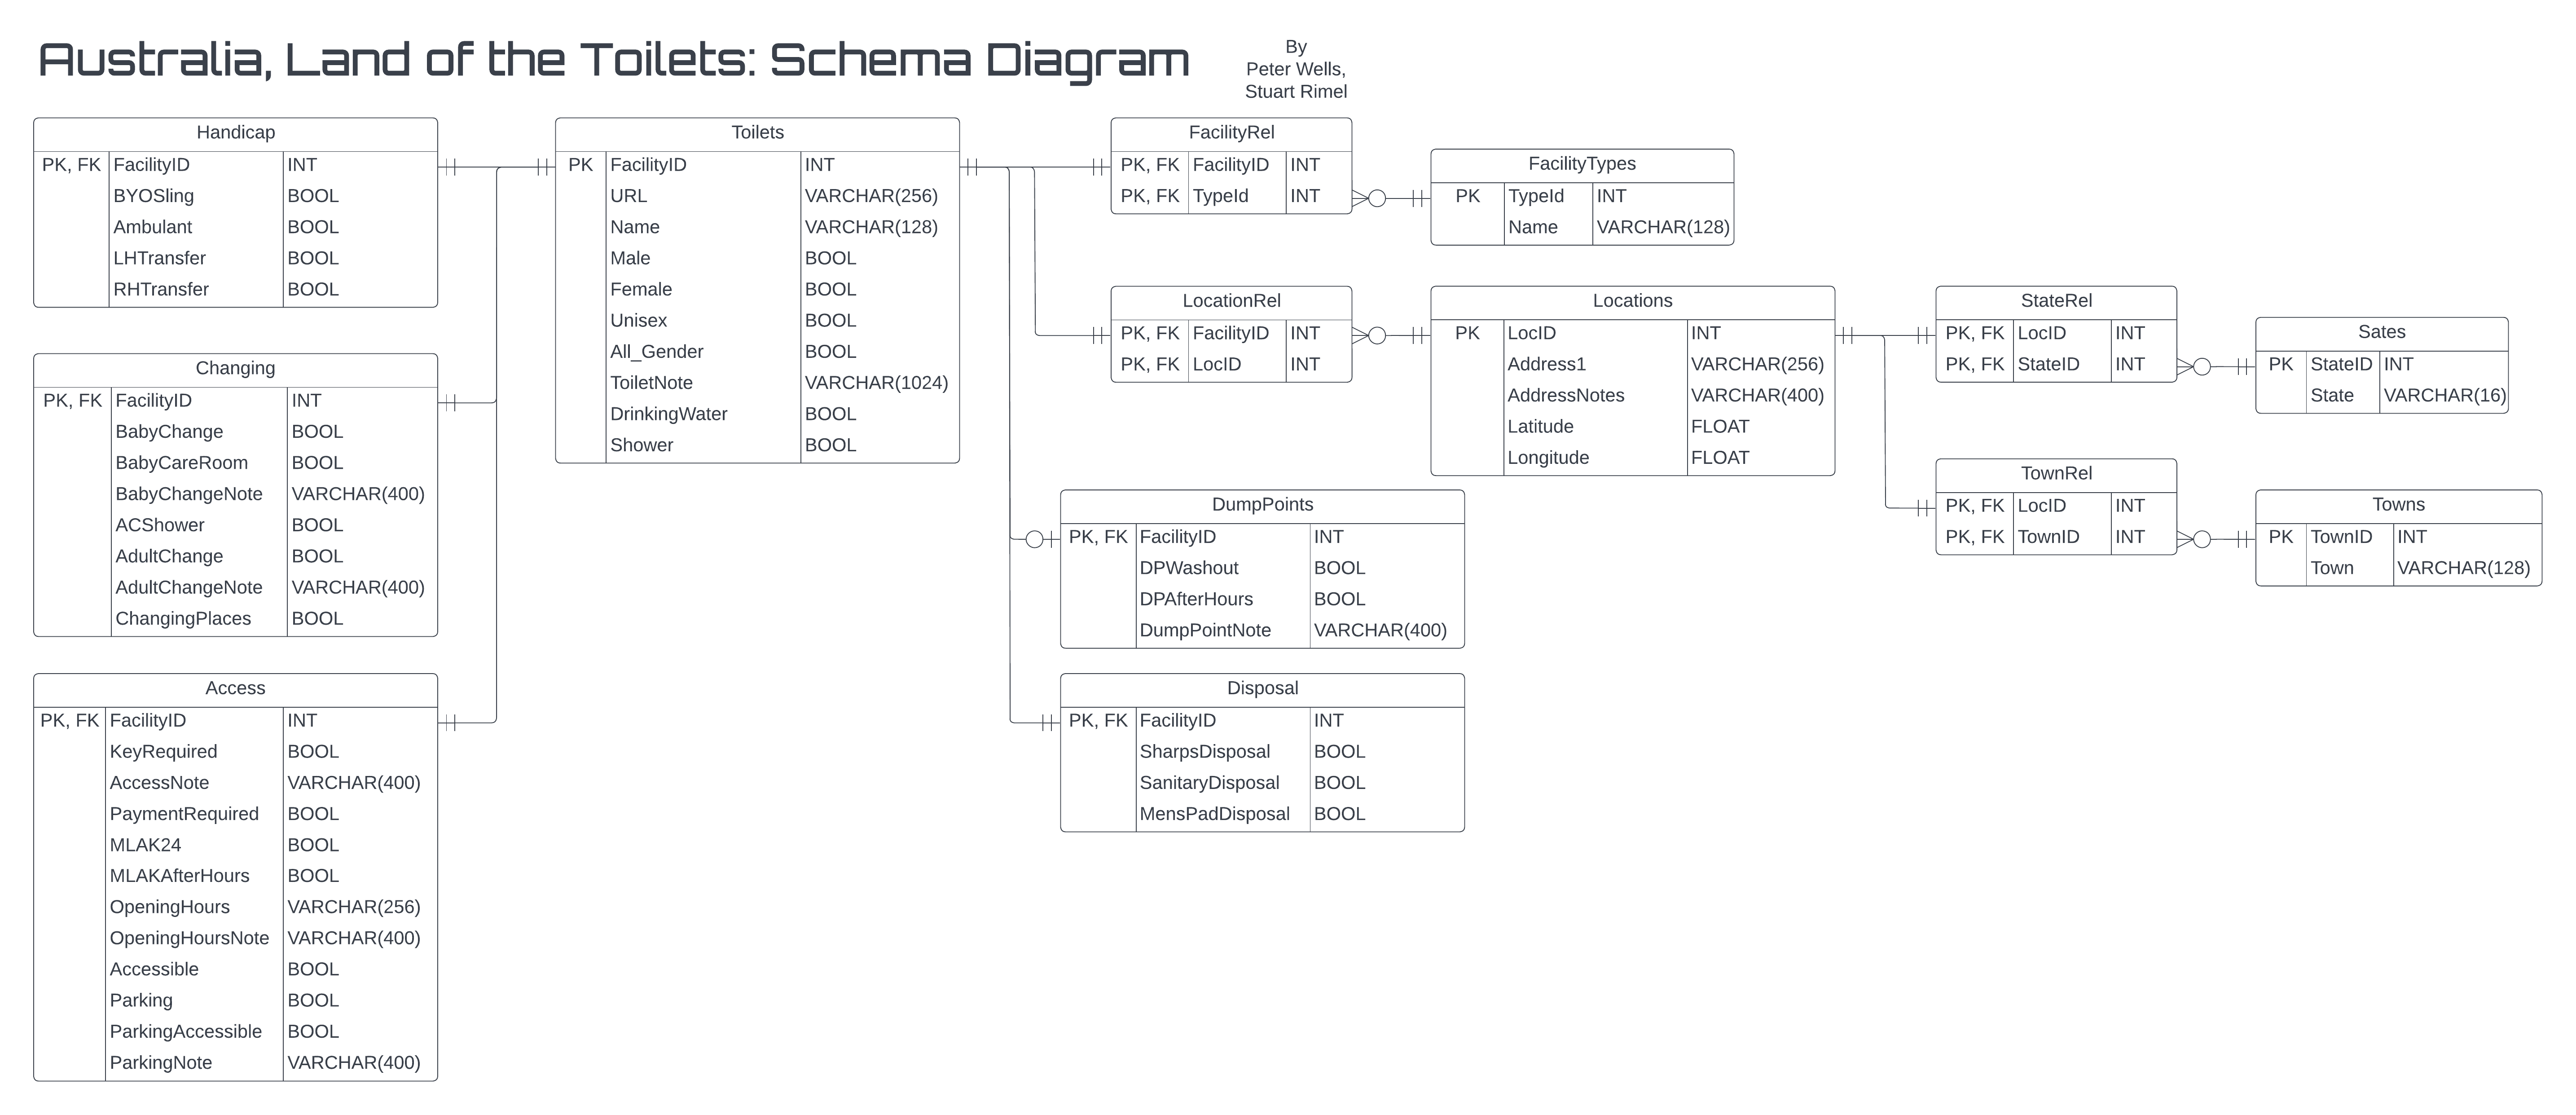 Australia, Land of the Toilets: Schema Diagram
By
Peter Wells,
Stuart Rimel
Handicap
PK, FK FacilityID INT
BYOSling BOOL
Ambulant BOOL
LHTransfer BOOL
RHTransfer BOOL
Changing
PK, FK FacilityID INT
BabyChange BOOL
BabyCareRoom BOOL
BabyChangeNote VARCHAR(400)
ACShower BOOL
AdultChange BOOL
AdultChangeNote VARCHAR(400)
ChangingPlaces BOOL
Access
PK, FK FacilityID INT
KeyRequired BOOL
AccessNote VARCHAR(400)
PaymentRequired BOOL
MLAK24 BOOL
MLAKAfterHours BOOL
OpeningHours VARCHAR(256)
OpeningHoursNote VARCHAR(400)
Accessible BOOL
Parking BOOL
ParkingAccessible BOOL
ParkingNote VARCHAR(400)
Toilets
PK FacilityID INT
URL VARCHAR(256)
Name VARCHAR(128)
Male BOOL
Female BOOL
Unisex BOOL
All_Gender BOOL
ToiletNote VARCHAR(1024)
DrinkingWater BOOL
Shower BOOL
FacilityRel
PK, FK FacilityID INT
PK, FK TypeId INT
FacilityTypes
PK TypeId INT
Name VARCHAR(128)
LocationRel
PK, FK FacilityID INT
PK, FK LocID INT
Locations
PK LocID INT
Address1 VARCHAR(256)
AddressNotes VARCHAR(400)
Latitude FLOAT
Longitude FLOAT
StateRel
PK, FK LocID INT
PK, FK StateID INT
Sates
PK StateID INT
State VARCHAR(16)
TownRel
PK, FK LocID INT
PK, FK TownID INT
Towns
PK TownID INT
Town VARCHAR(128)
DumpPoints
PK, FK FacilityID INT
DPWashout BOOL
DPAfterHours BOOL
DumpPointNote VARCHAR(400)
Disposal
PK, FK FacilityID INT
SharpsDisposal BOOL
SanitaryDisposal BOOL
MensPadDisposal BOOL